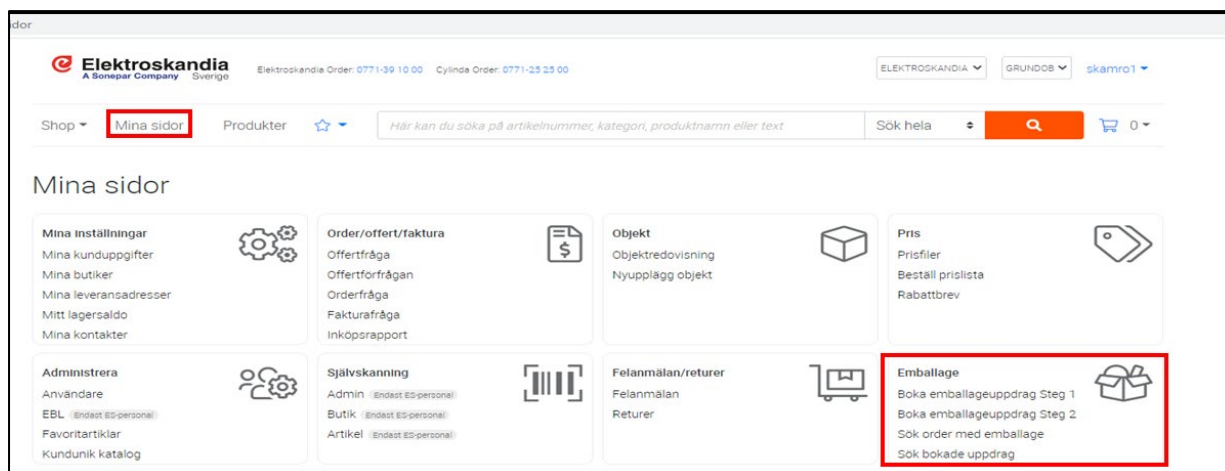 dor
Elektroskandia
A Sonepar Company Sverige
Elektroskandia Order: 0771-39 10 00 Cylinda Order: 0771-25 25 00
ELEKTROSKANDIA
GRUNDOB
skamro1
Shop
Mina sidor
Produkter
Här kan du söka på artikelnummer, kategori, produktnamn eller text
Sök hela
0
Mina sidor
Mina inställningar
Mina kunduppgifter
Mina butiker
Mina leveransadresser
Mitt lagersaldo
Mina kontakter
Order/offert/faktura
Offertfråga
Offertförfrågan
Orderfråga
Fakturafråga
Inköpsrapport
Objekt
Objektredovisning
Nyupplägg objekt
Pris
Prisfiler
Beställ prislista
Rabattbrev
Administrera
Användare
EBL Endast ES-personal
Favoritartiklar
Kundunik katalog
Självskanning
Admin Endast ES-personal
Butik Endast ES-personal
Artikel Endast ES-personal
Felanmälan/returer
Felanmälan
Returer
Emballage
Boka emballageuppdrag Steg 1
Boka emballageuppdrag Steg 2
Sök order med emballage
Sök bokade uppdrag